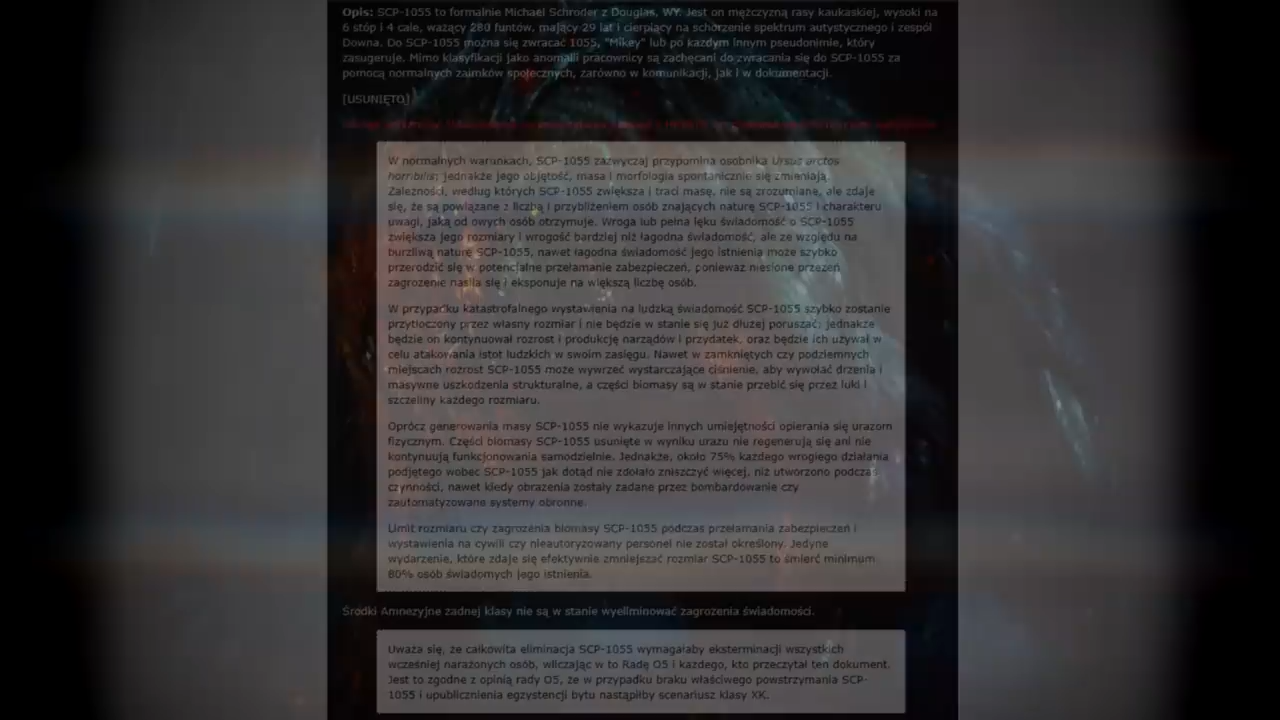 Opis: SCP-1055 to formalnie Michael Schroder z Douglas, WY. Jest on mężczyzną rasy kaukaskiej, wysoki na
6 stóp i 4 cale, ważący 280 funtów, mający 29 lat i cierpiący na schorzenie spektrum autystycznego i zespół
Downa. Do SCP-1055 można się zwracać 1055, "Mikey" lub po każdym innym pseudonimie, który
zasugeruje. Mimo klasyfikacji jako anomalii pracownicy są zachęcani do zwracania się do SCP-1055 za
pomocą normalnych zaimków społecznych, zarówno w komunikacji, jak i w dokumentacji.
[USUNIĘTO]
W normalnych warunkach, SCP-1055 zazwyczaj przypomina osobnika Ursus arctos
horribilis; jednakże jego objętość, masa i morfologia spontanicznie się zmieniają.
Zależności, według których SCP-1055 zwiększa i traci masę, nie są zrozumiane, ale zdaje
się, że są powiązane z liczbą i przybliżeniem osób znających naturę SCP-1055 i charakteru
uwagi, jaką od owych osób otrzymuje. Wroga lub pełna lęku świadomość o SCP-1055
zwiększa jego rozmiary i wrogość bardziej niż łagodna świadomość, ale ze względu na
burzliwą naturę SCP-1055, nawet łagodna świadomość jego istnienia może szybko
przerodzić się w potencjalne przełamanie zabezpieczeń, ponieważ niesione przezeń
zagrożenie nasila się i eksponuje na większą liczbę osób.
W przypadku katastrofalnego wystawienia na ludzką świadomość SCP-1055 szybko zostanie
przytłoczony przez własny rozmiar i nie będzie w stanie się już dłużej poruszać; jednakże
będzie on kontynuował rozrost i produkcję narządów i przydatek, oraz będzie ich używał w
celu atakowania istot ludzkich w swoim zasięgu. Nawet w zamkniętych czy podziemnych
miejscach rozrost SCP-1055 może wywrzeć wystarczające ciśnienie, aby wywołać drżenia i
masywne uszkodzenia strukturalne, a części biomasy są w stanie przebić się przez luki i
szczeliny każdego rozmiaru.
Oprócz generowania masy SCP-1055 nie wykazuje innych umiejętności opierania się urazom
fizycznym. Części biomasy SCP-1055 usunięte w wyniku urazu nie regenerują się ani nie
kontynuują funkcjonowania samodzielnie. Jednakże, około 75% każdego wrogiego działania
podjętego wobec SCP-1055 jak dotąd nie zdołało zniszczyć więcej, niż utworzono podczas
czynności, nawet kiedy obrażenia zostały zadane przez bombardowanie czy
zautomatyzowane systemy obronne.
Limit rozmiaru czy zagrożenia biomasy SCP-1055 podczas przełamania zabezpieczeń i
wystawienia na cywili czy nieautoryzowany personel nie został określony. Jedyne
wydarzenie, które zdaje się efektywnie zmniejszać rozmiar SCP-1055 to śmierć minimum
80% osób świadomych jego istnienia.
Środki Amnezyjne żadnej klasy nie są w stanie wyeliminować zagrożenia świadomości.
Uważa się, że całkowita eliminacja SCP-1055 wymagałaby eksterminacji wszystkich
wcześniej narażonych osób, wliczając w to Radę O5 i każdego, kto przeczytał ten dokument.
Jest to zgodne z opinią rady O5, że w przypadku braku właściwego powstrzymania SCP-
1055 i upublicznienia egzystencji bytu nastąpiłby scenariusz klasy XK.